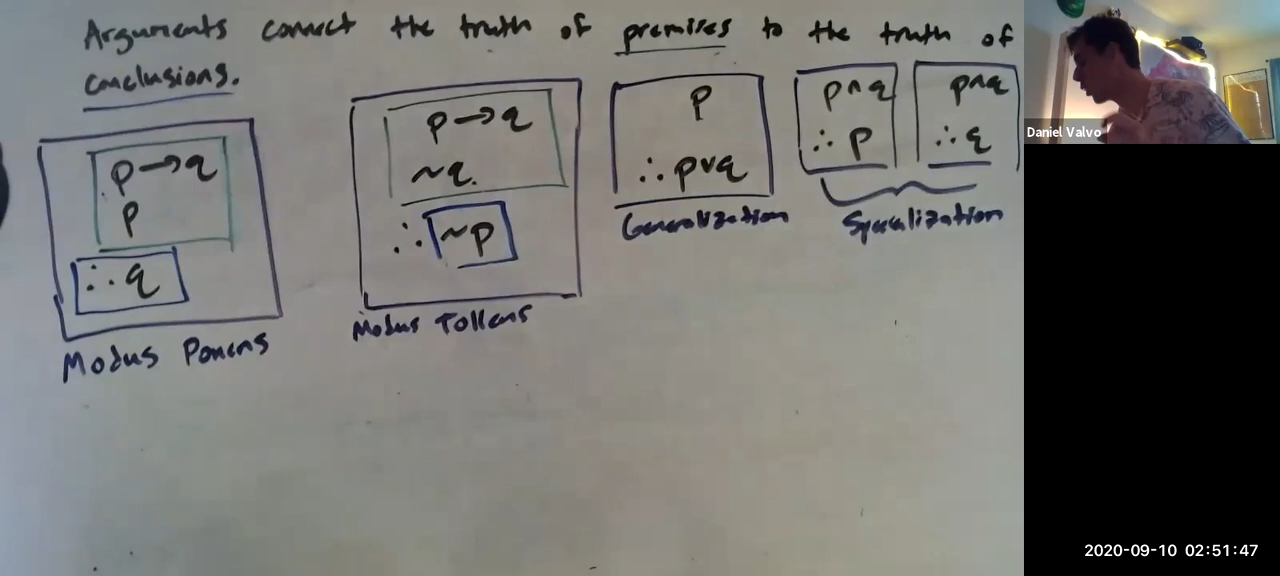 Arguments connect the truth of premises to the truth of
conclusions.
p → q
p
∴ q
Modus Ponens
p → q
~q
∴ ~p
Modus Tollens
p
∴ p∨q
Generalization
p∧q
∴ p
p∧q
∴ q
Specialization
Daniel Valvo
2020-09-10 02:51:47